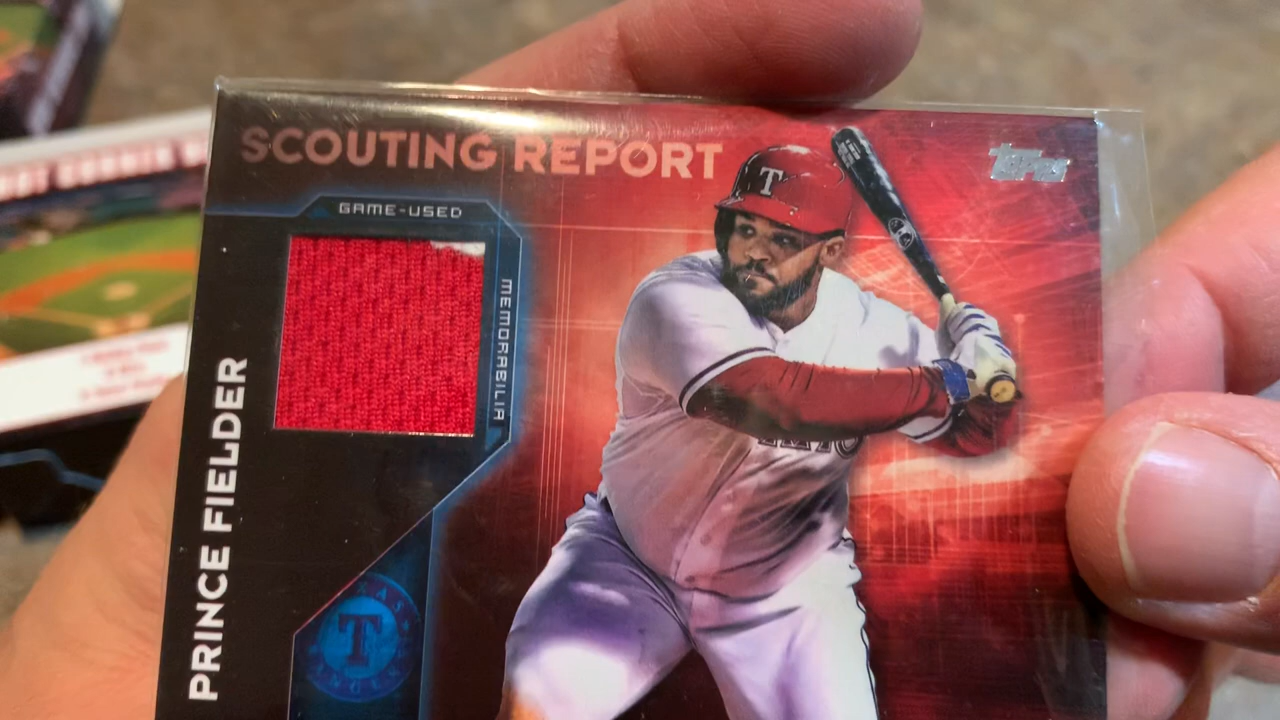 SCOUTING REPORT
Topps
T
GAME-USED
MEMORABILIA
PRINCE FIELDER
T